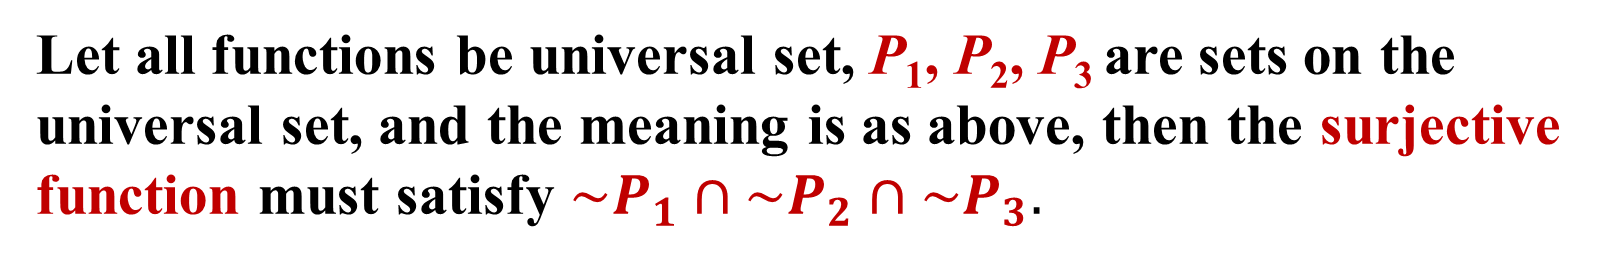 Let all functions be universal set, P₁, P₂, P₃ are sets on the
universal set, and the meaning is as above, then the surjective
function must satisfy ~P₁ ∩ ~P₂ ∩ ~P₃.